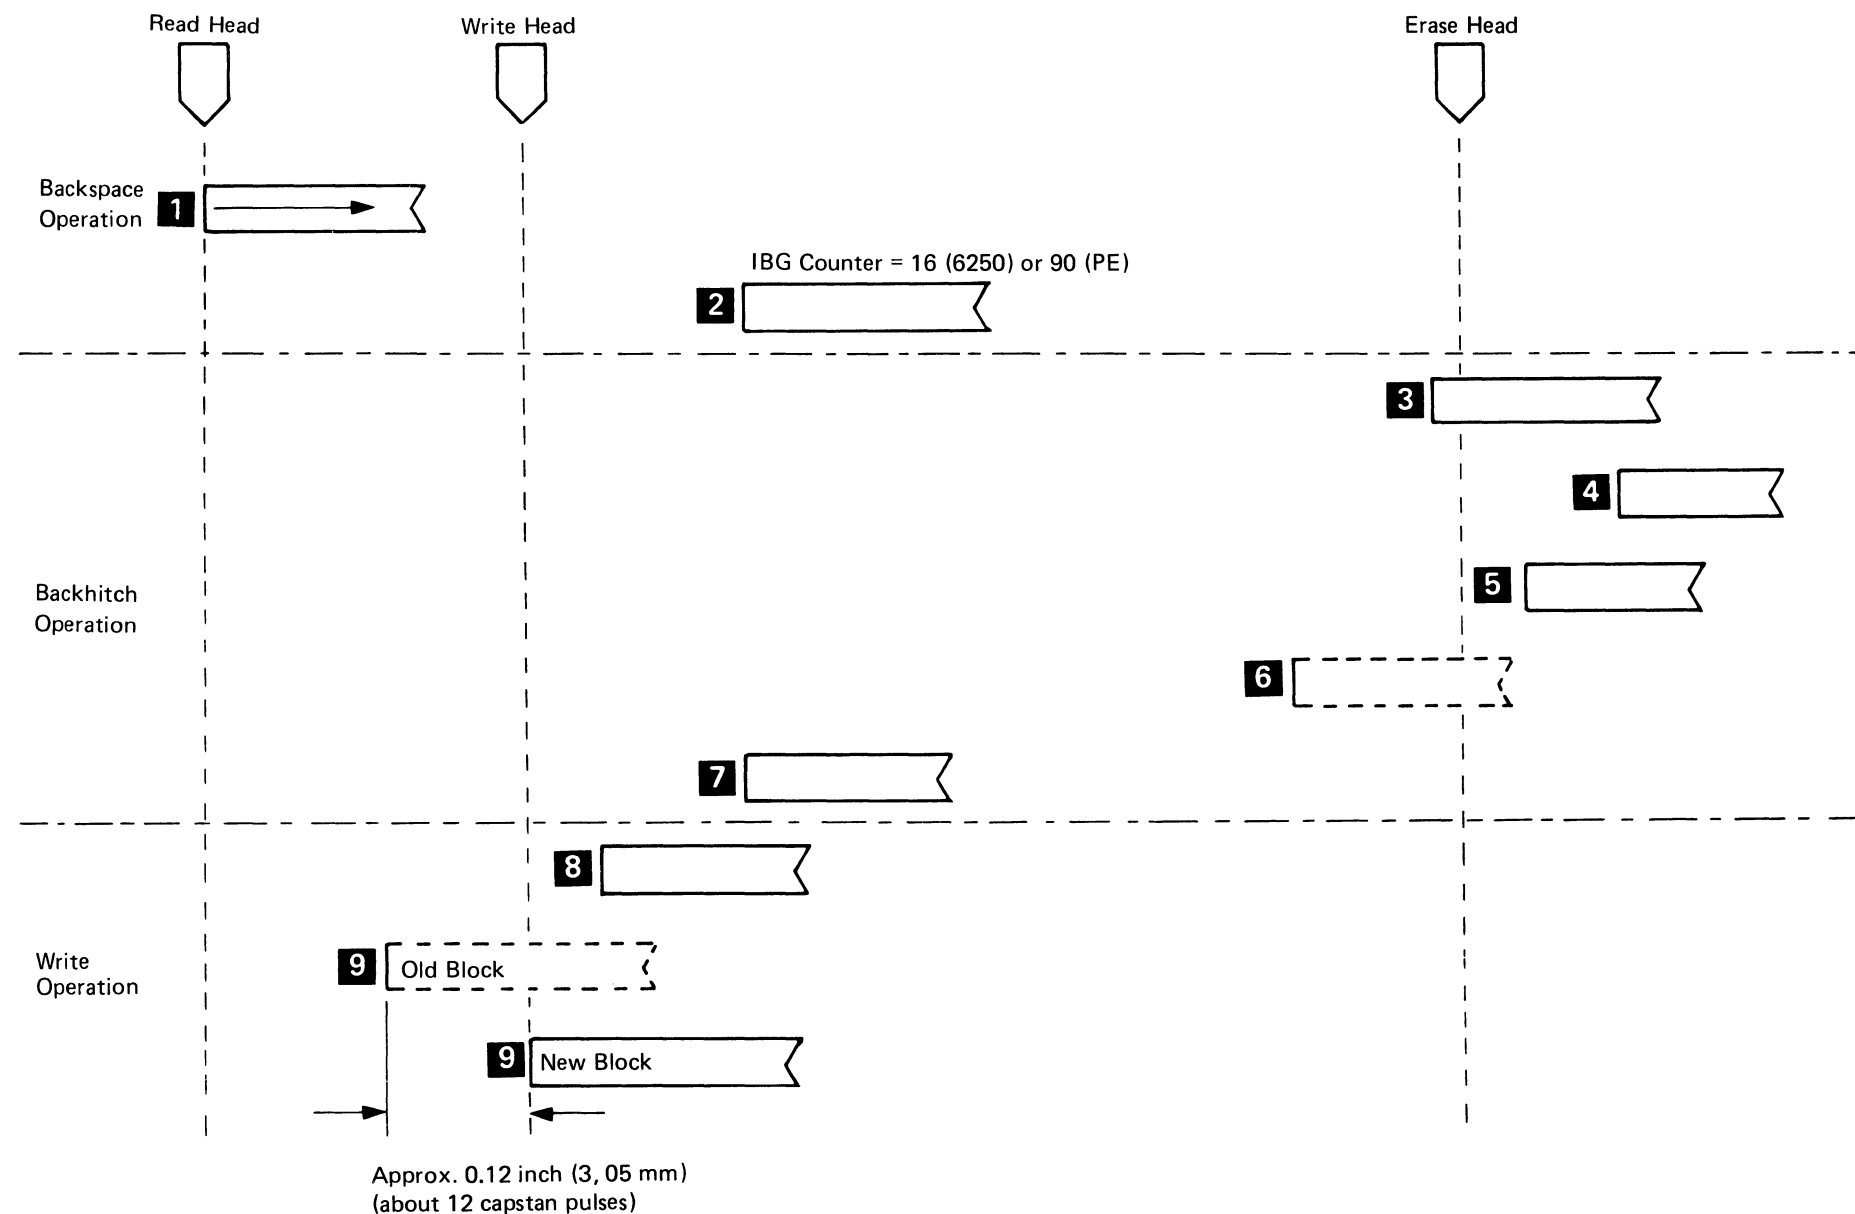 Read Head
Write Head
Erase Head
Backspace
Operation
1
IBG Counter = 16 (6250) or 90 (PE)
2
3
4
5
Backhitch
Operation
6
7
8
Write
Operation
9
Old Block
9
New Block
Approx. 0.12 inch (3, 05 mm)
(about 12 capstan pulses)